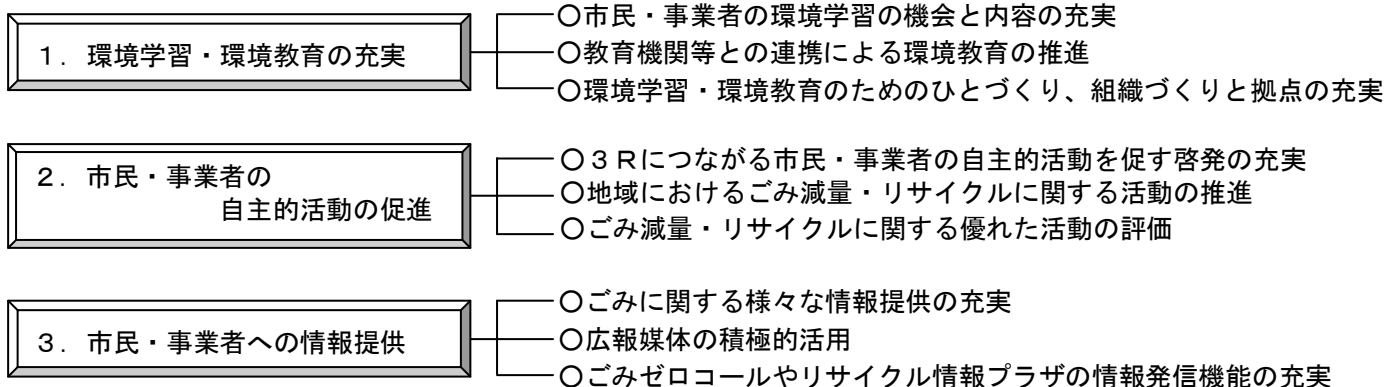 １．環境学習・環境教育の充実
○市民・事業者の環境学習の機会と内容の充実
○教育機関等との連携による環境教育の推進
○環境学習・環境教育のためのひとづくり、組織づくりと拠点の充実
２．市民・事業者の
自主的活動の促進
○３Ｒにつながる市民・事業者の自主的活動を促す啓発の充実
○地域におけるごみ減量・リサイクルに関する活動の推進
○ごみ減量・リサイクルに関する優れた活動の評価
３．市民・事業者への情報提供
○ごみに関する様々な情報提供の充実
○広報媒体の積極的活用
○ごみゼロコールやリサイクル情報プラザの情報発信機能の充実